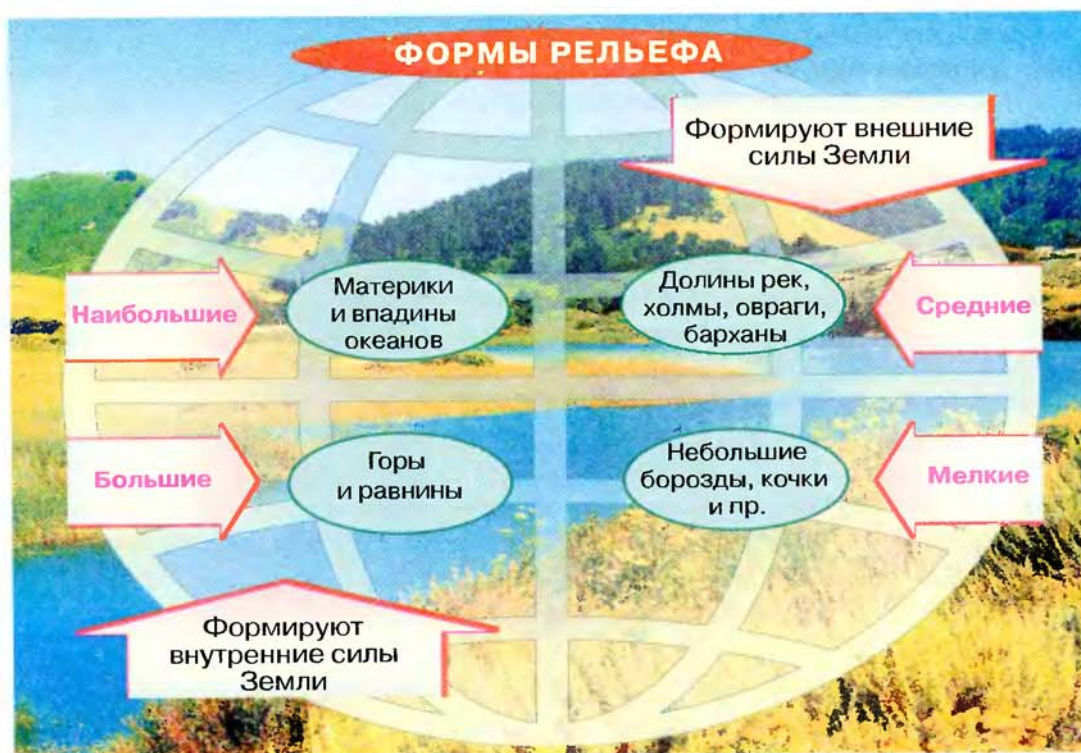 ФОРМЫ РЕЛЬЕФА
Формируют внешние
силы Земли
Наибольшие
Материки
и впадины
океанов
Долины рек,
холмы, овраги,
барханы
Средние
Большие
Горы
и равнины
Небольшие
борозды, кочки
и пр.
Мелкие
Формируют
внутренние силы
Земли